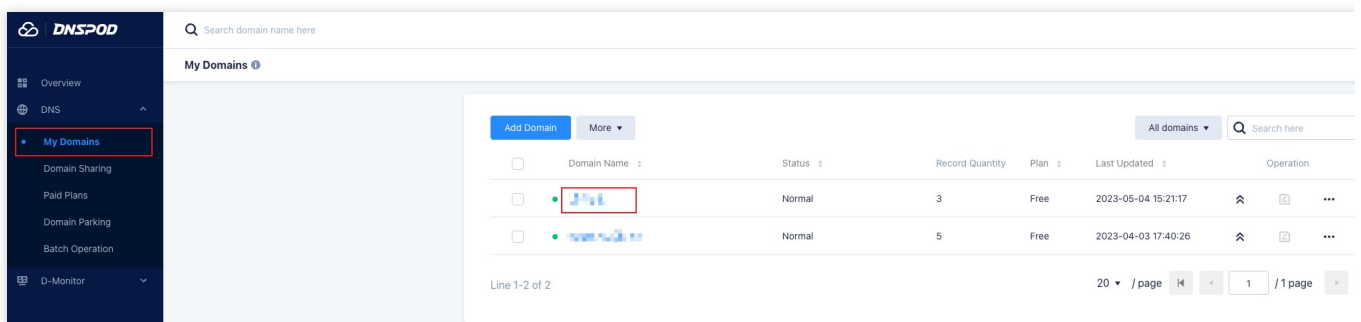 DNSPOD
Search domain name here
My Domains
Overview
DNS
My Domains
Domain Sharing
Paid Plans
Domain Parking
Batch Operation
D-Monitor
Add Domain More All domains Search here
Domain Name Status Record Quantity Plan Last Updated Operation
Normal 3 Free 2023-05-04 15:21:17
Normal 5 Free 2023-04-03 17:40:26
Line 1-2 of 2 20 / page 1 / 1 page